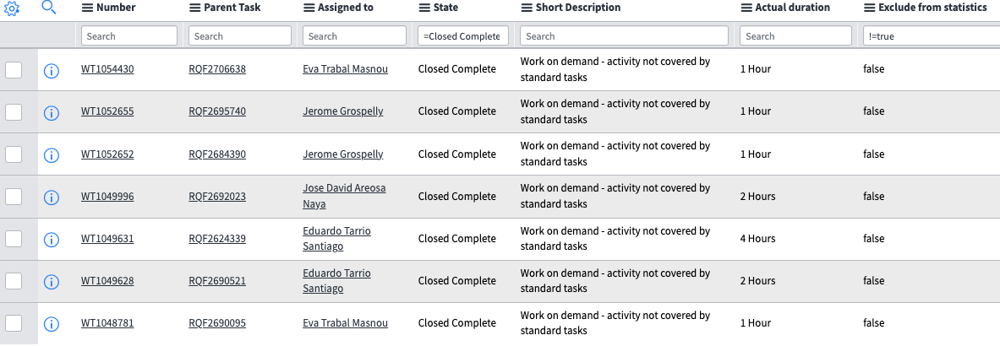 Number Parent Task Assigned to State Short Description Actual duration Exclude from statistics
Search Search Search =Closed Complete Search Search !=true
WT1054430 RQF2706638 Eva Trabal Masnou Closed Complete Work on demand - activity not covered by standard tasks 1 Hour false
WT1052655 RQF2695740 Jerome Grospelly Closed Complete Work on demand - activity not covered by standard tasks 1 Hour false
WT1052652 RQF2684390 Jerome Grospelly Closed Complete Work on demand - activity not covered by standard tasks 1 Hour false
WT1049996 RQF2692023 Jose David Areosa Naya Closed Complete Work on demand - activity not covered by standard tasks 2 Hours false
WT1049631 RQF2624339 Eduardo Tarrio Santiago Closed Complete Work on demand - activity not covered by standard tasks 4 Hours false
WT1049628 RQF2690521 Eduardo Tarrio Santiago Closed Complete Work on demand - activity not covered by standard tasks 2 Hours false
WT1048781 RQF2690095 Eva Trabal Masnou Closed Complete Work on demand - activity not covered by standard tasks 1 Hour false